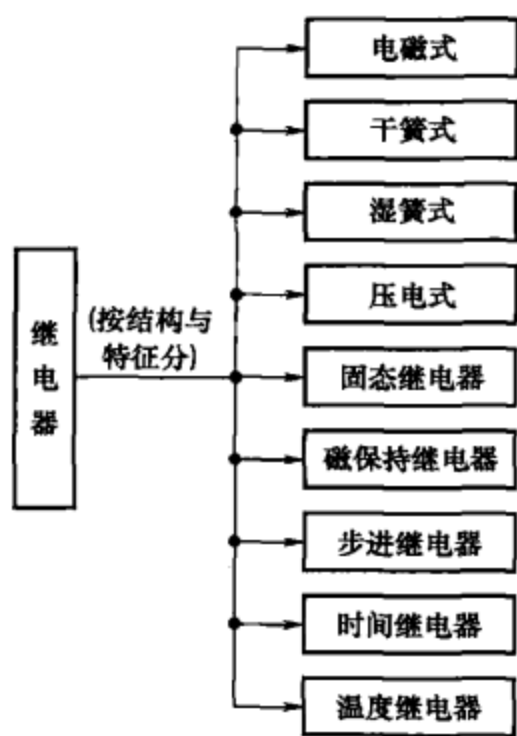 继电器
(按结构与
特征分)
电磁式
干簧式
湿簧式
压电式
固态继电器
磁保持继电器
步进继电器
时间继电器
温度继电器